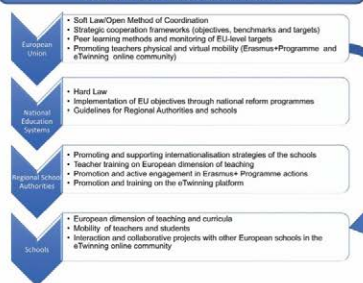 European
Union
• Soft Law/Open Method of Coordination
• Strategic cooperation frameworks (objectives, benchmarks and targets)
• Peer learning methods and monitoring of EU-level targets
• Promoting teachers physical and virtual mobility (Erasmus+Programme and
eTwinning online community)
National
Education
Systems
• Hard Law
• Implementation of EU objectives through national reform programmes
• Guidelines for Regional Authorities and schools
Regional School
Authorities
• Promoting and supporting internationalisation strategies of the schools
• Teacher training on European dimension of teaching
• Promotion and active engagement in Erasmus+ Programme actions
• Promotion and training on the eTwinning platform
Schools
• European dimension of teaching and curricula
• Mobility of teachers and students
• Interaction and collaborative projects with other European schools in the
eTwinning online community